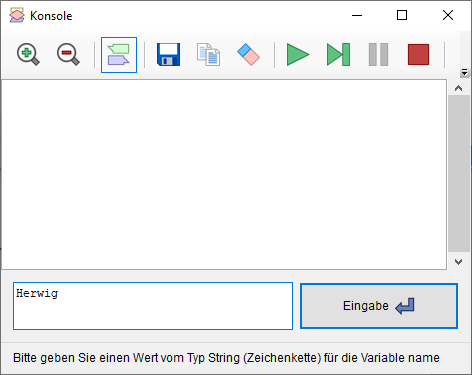 Konsole
Herwig
Eingabe
Bitte geben Sie einen Wert vom Typ String (Zeichenkette) für die Variable name